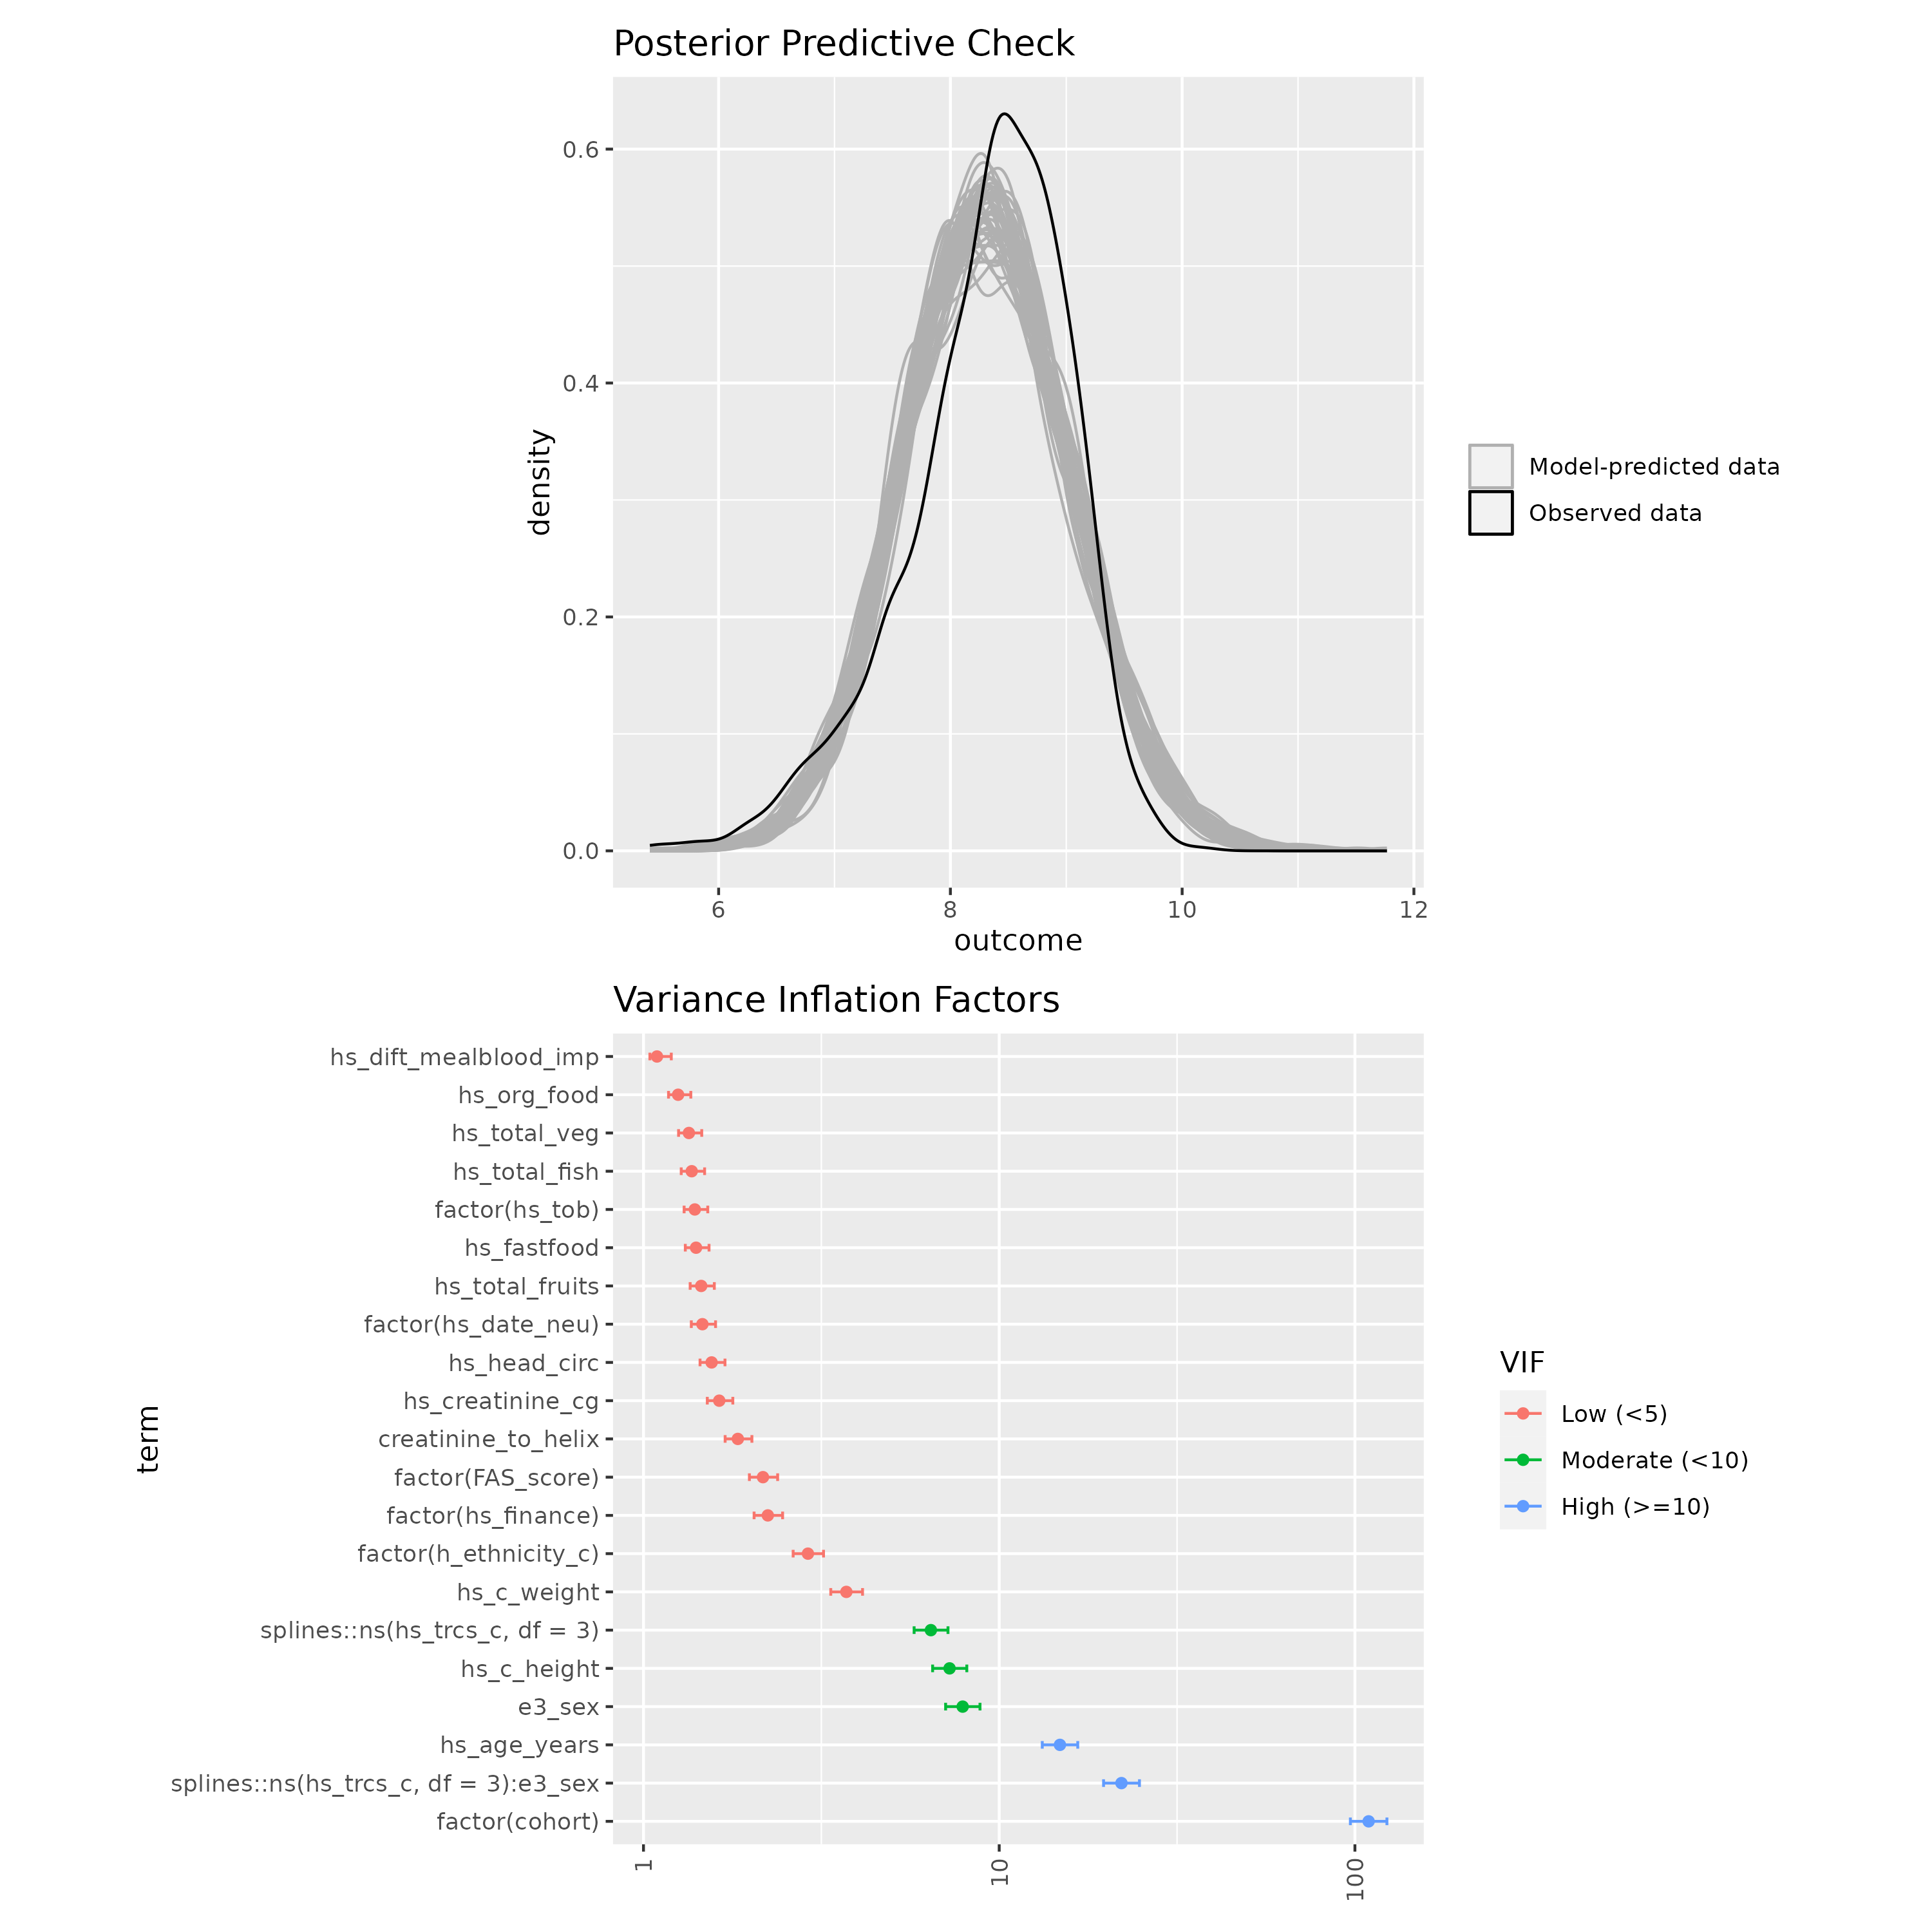 Posterior Predictive Check
0.6
0.4
0.2
0.0
density
6 8 10 12
outcome
Model-predicted data
Observed data
Variance Inflation Factors
term
hs_dift_mealblood_imp
hs_org_food
hs_total_veg
hs_total_fish
factor(hs_tob)
hs_fastfood
hs_total_fruits
factor(hs_date_neu)
hs_head_circ
hs_creatinine_cg
creatinine_to_helix
factor(FAS_score)
factor(hs_finance)
factor(h_ethnicity_c)
hs_c_weight
splines::ns(hs_trcs_c, df = 3)
hs_c_height
e3_sex
hs_age_years
splines::ns(hs_trcs_c, df = 3):e3_sex
factor(cohort)
1 10 100
VIF
Low (<5)
Moderate (<10)
High (>=10)